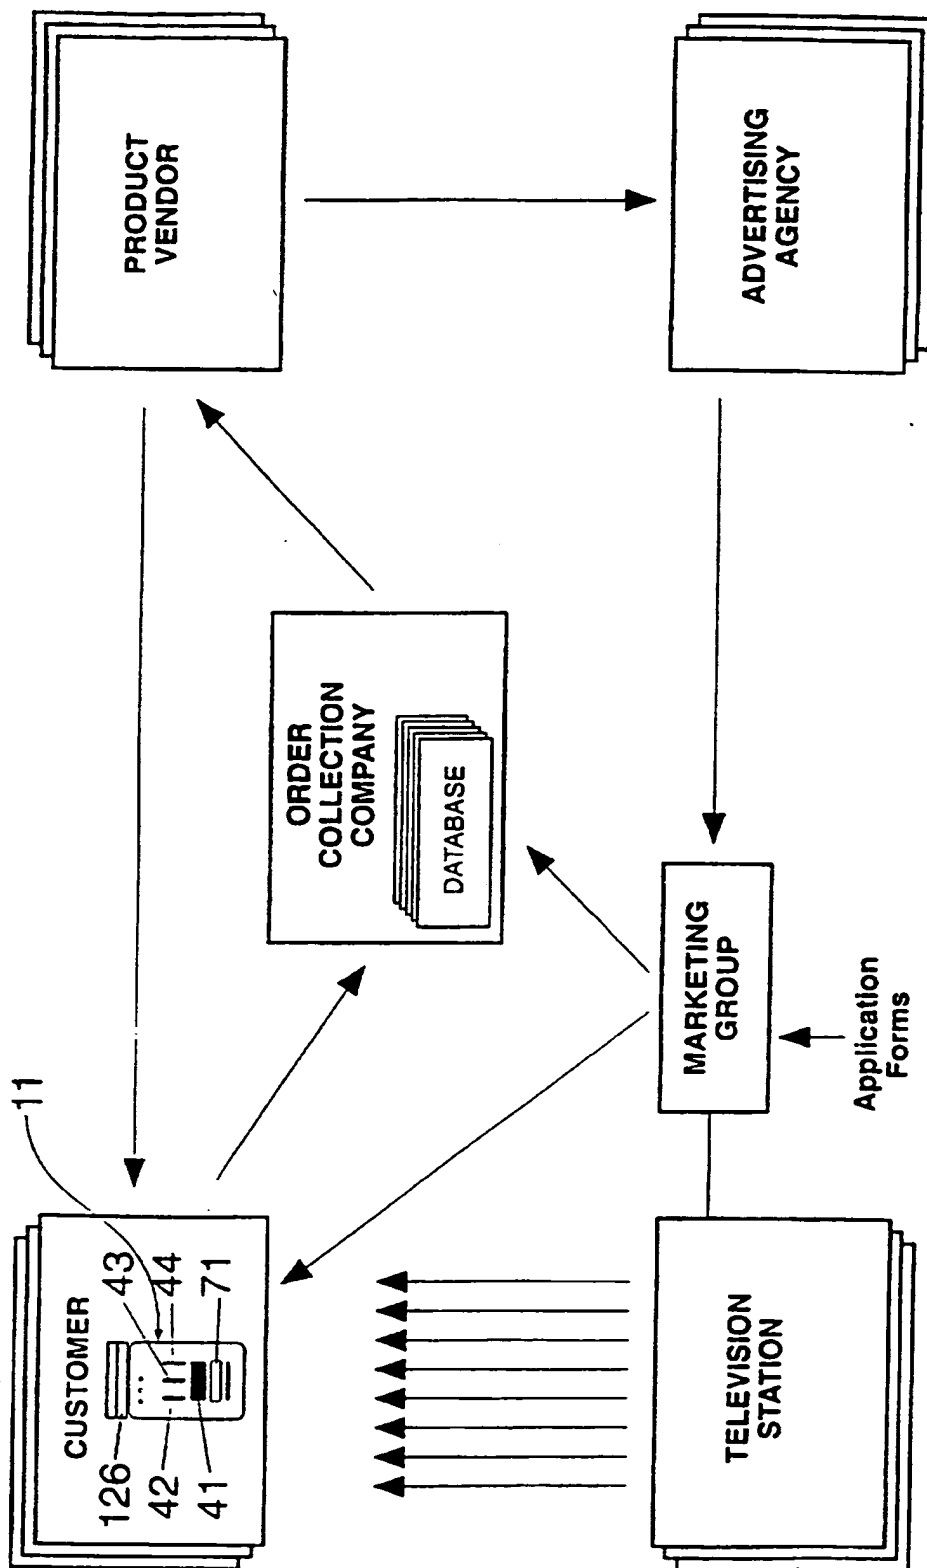 CUSTOMER
126
42
41
43
44
71
11
PRODUCT
VENDOR
ORDER
COLLECTION
COMPANY
DATABASE
TELEVISION
STATION
MARKETING
GROUP
Application
Forms
ADVERTISING
AGENCY